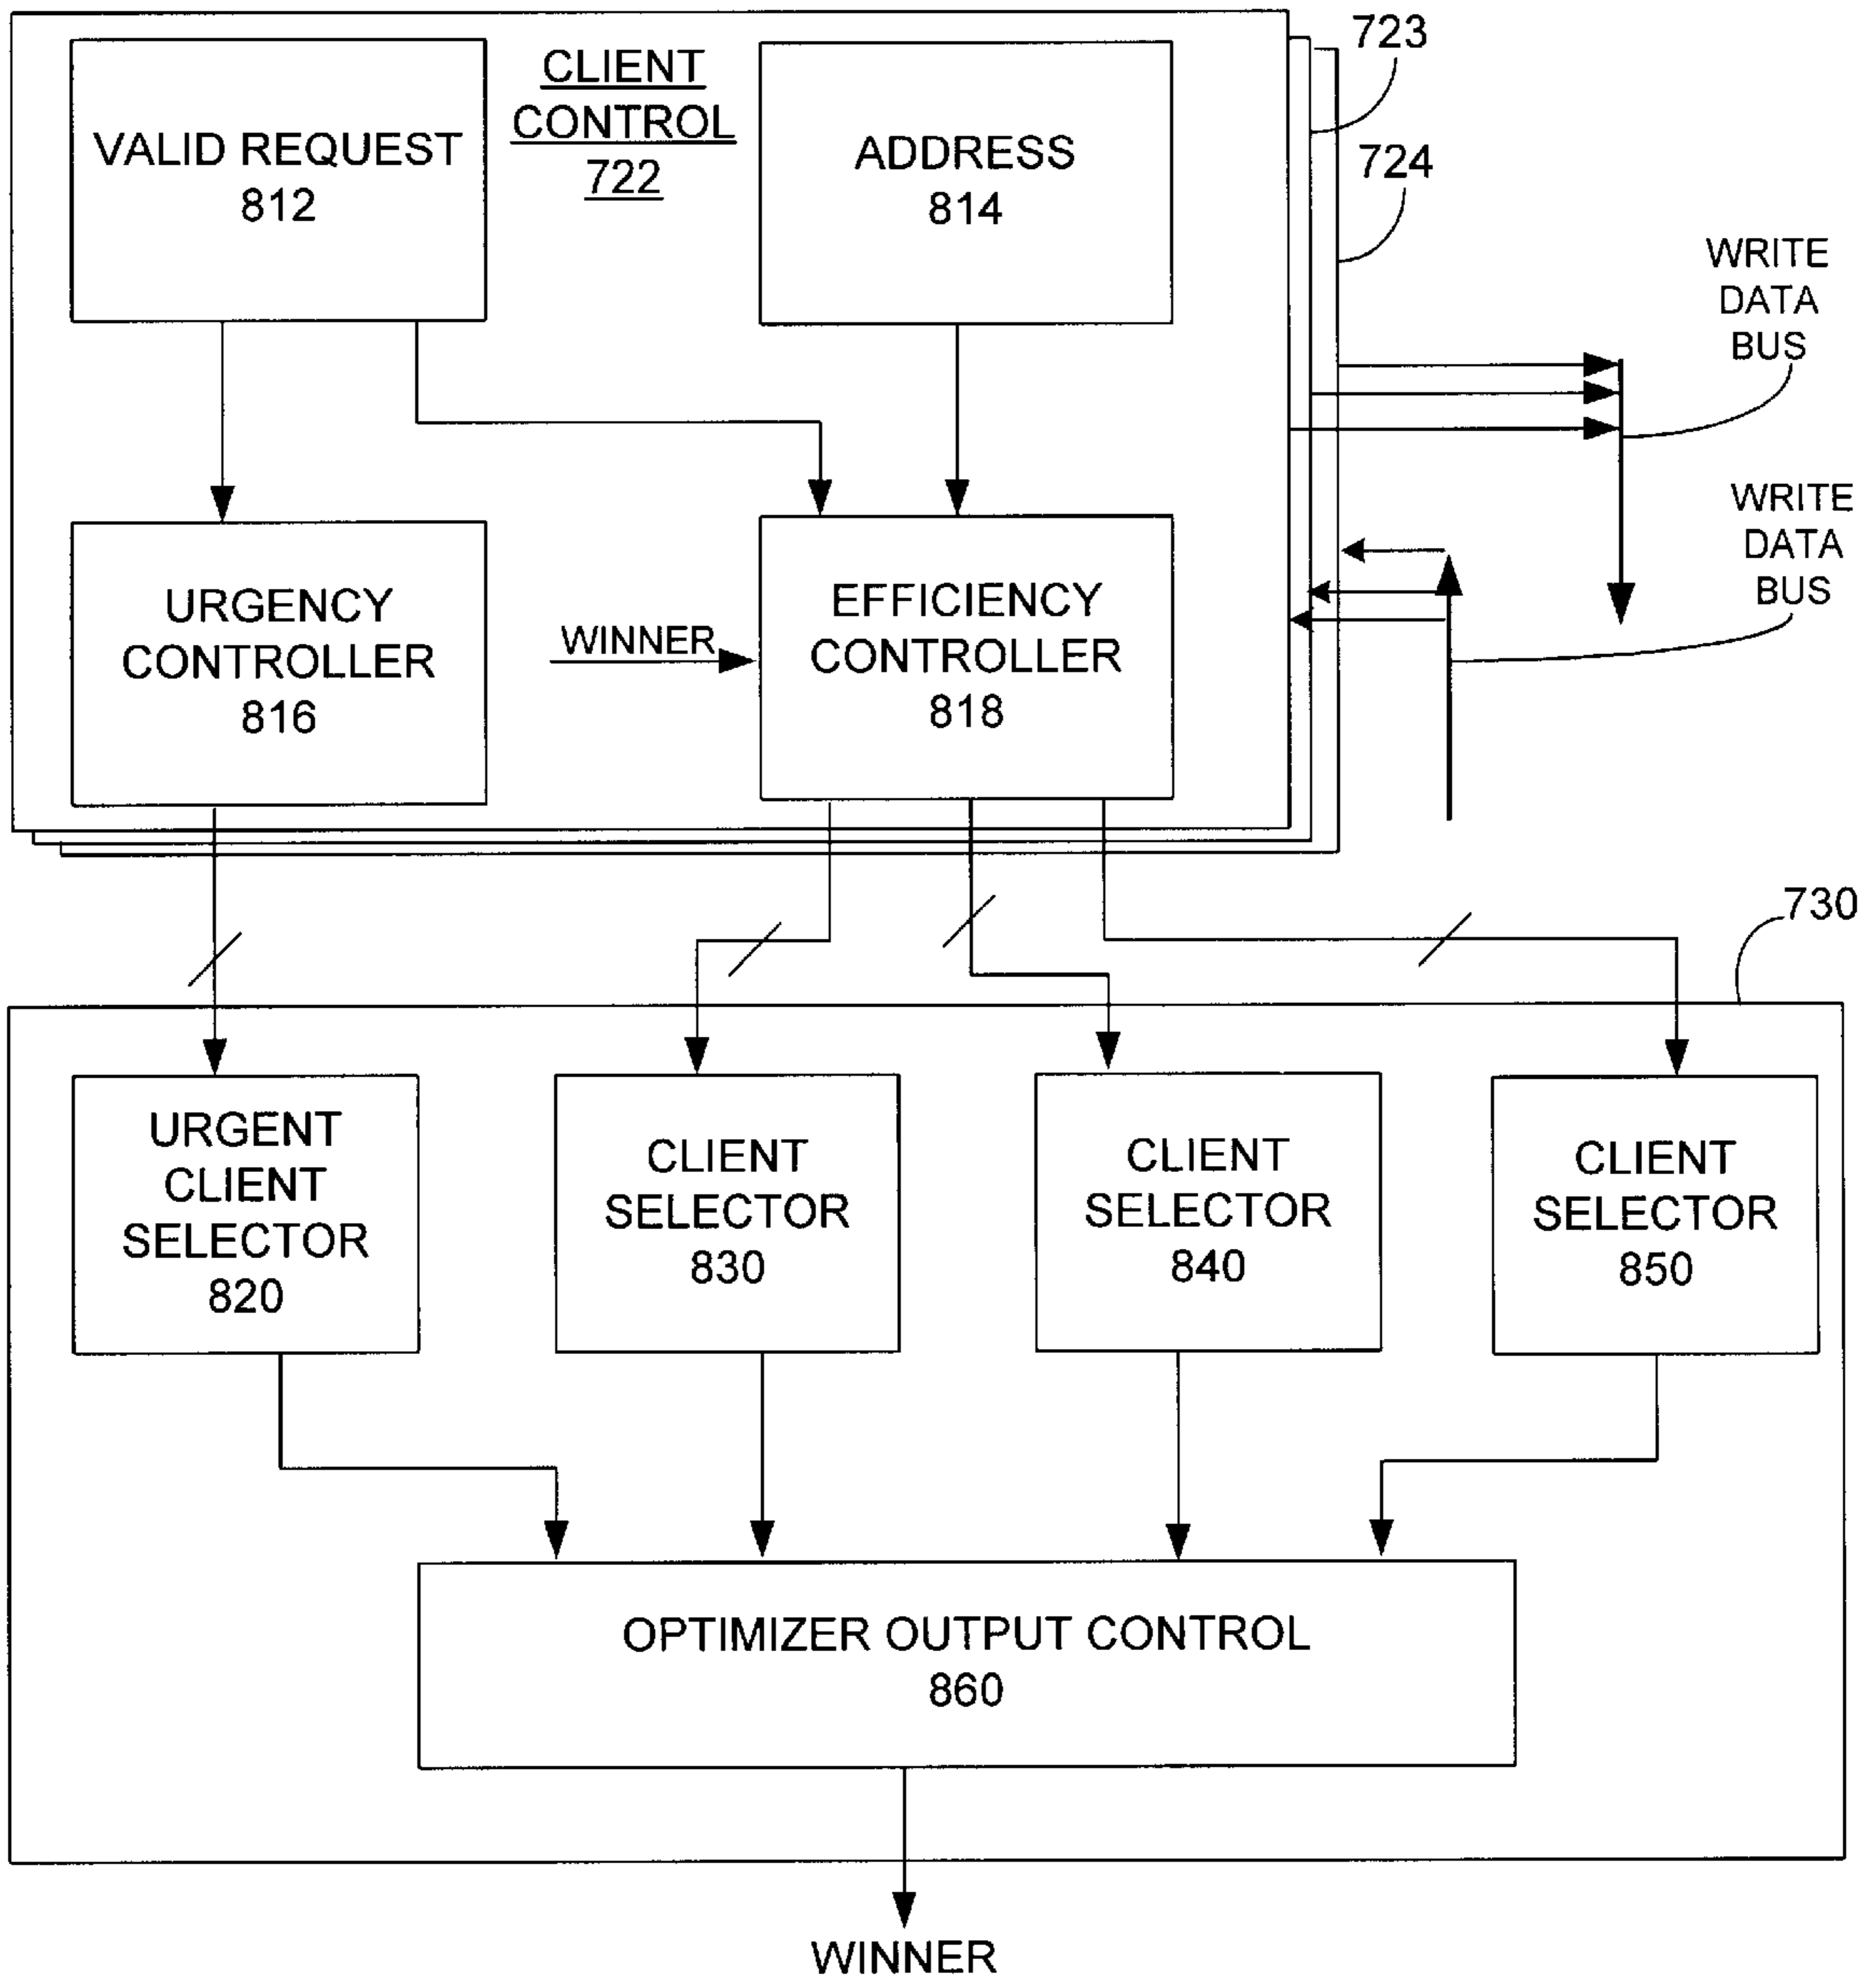 CLIENT
CONTROL
722
VALID REQUEST
812
ADDRESS
814
723
724
WRITE
DATA
BUS
WRITE
DATA
BUS
URGENCY
CONTROLLER
816
WINNER
EFFICIENCY
CONTROLLER
818
730
URGENT
CLIENT
SELECTOR
820
CLIENT
SELECTOR
830
CLIENT
SELECTOR
840
CLIENT
SELECTOR
850
OPTIMIZER OUTPUT CONTROL
860
WINNER